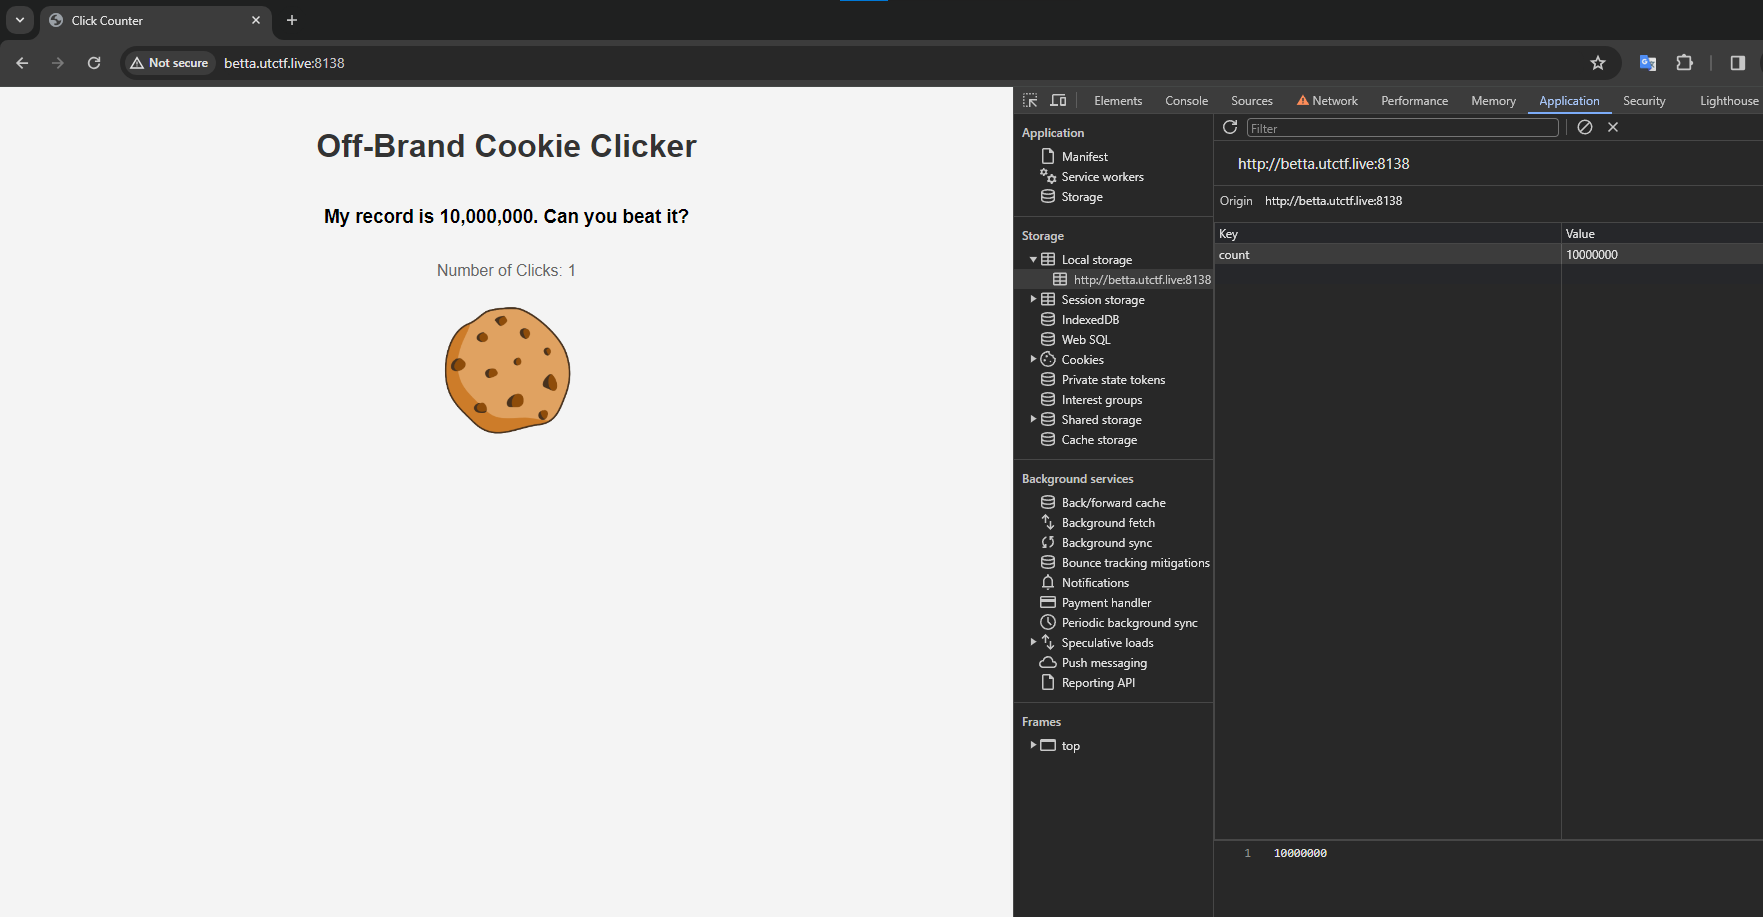 Click Counter
Not secure
betta.utctf.live:8138
Off-Brand Cookie Clicker
My record is 10,000,000. Can you beat it?
Number of Clicks: 1
Elements Console Sources Network Performance Memory Application Security Lighthouse
Application
Manifest
Service workers
Storage
Storage
Local storage
http://betta.utctf.live:8138
Session storage
IndexedDB
Web SQL
Cookies
Private state tokens
Interest groups
Shared storage
Cache storage
Background services
Back/forward cache
Background fetch
Background sync
Bounce tracking mitigations
Notifications
Payment handler
Periodic background sync
Speculative loads
Push messaging
Reporting API
Frames
top
Filter
http://betta.utctf.live:8138
Origin http://betta.utctf.live:8138
Key Value
count 10000000
1 10000000